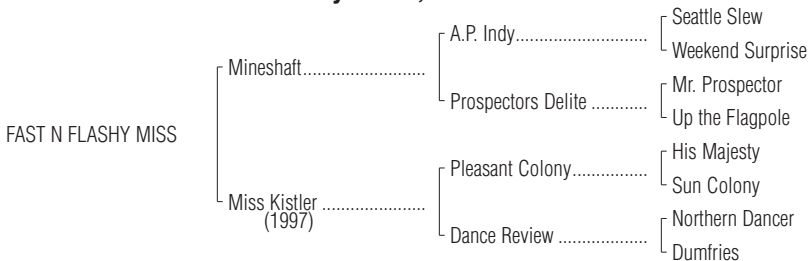 Seattle Slew
A.P. Indy..............................
Weekend Surprise
Mineshaft............................
Mr. Prospector
Prospectors Delite .............
Up the Flagpole
FAST N FLASHY MISS
His Majesty
Pleasant Colony.................
Sun Colony
Miss Kistler ........................
(1997)
Northern Dancer
Dance Review ....................
Dumfries